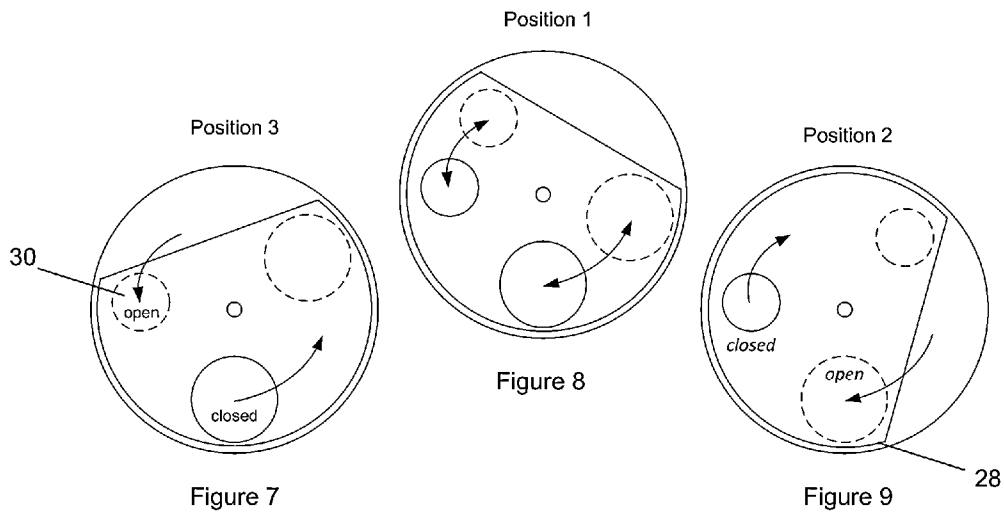 Position 1
Position 3
Position 2
30
open
closed
closed
open
28
Figure 8
Figure 7
Figure 9